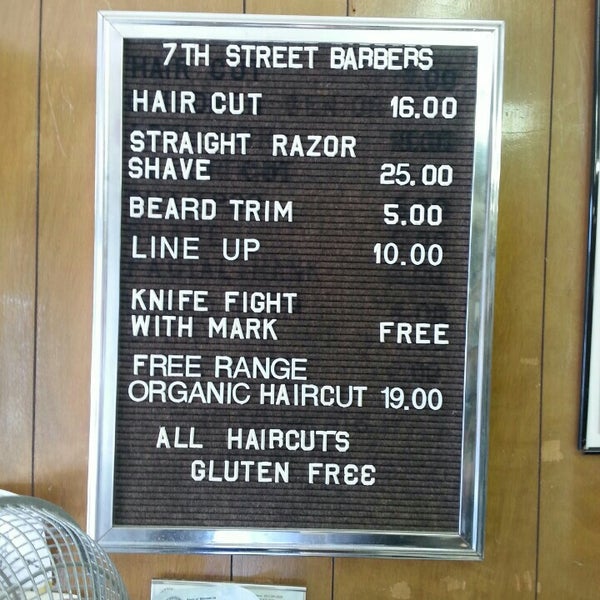 7TH STREET BARBERS
HAIR CUT 16.00
STRAIGHT RAZOR
SHAVE 25.00
BEARD TRIM 5.00
LINE UP 10.00
KNIFE FIGHT
WITH MARK FREE
FREE RANGE
ORGANIC HAIRCUT 19.00
ALL HAIRCUTS
GLUTEN FREE